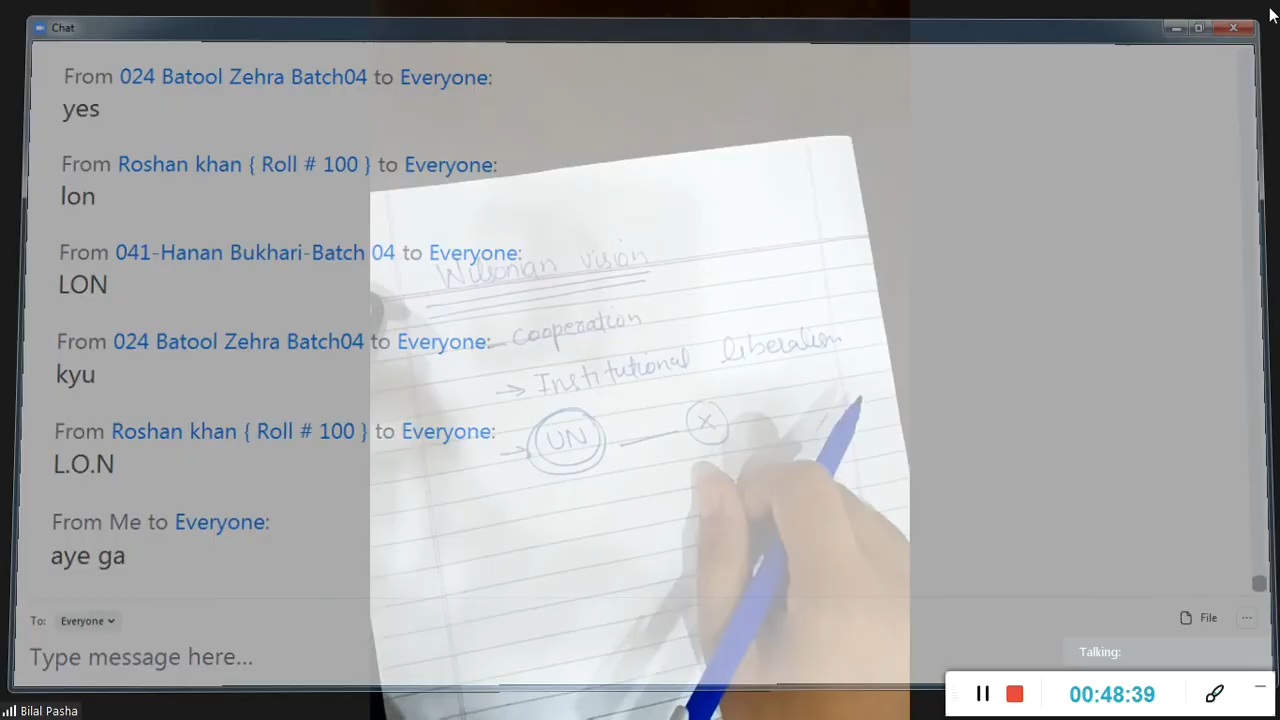 Chat
From 024 Batool Zehra Batch04 to Everyone:
yes
From Roshan khan { Roll # 100 } to Everyone:
lon
From 041-Hanan Bukhari-Batch 04 to Everyone:
LON
From 024 Batool Zehra Batch04 to Everyone:
kyu
From Roshan khan { Roll # 100 } to Everyone:
L.O.N
From Me to Everyone:
aye ga
Wilsonian vision
– Cooperation
→ Institutional liberalism
→ UN — X
To: Everyone
File
...
Type message here...
Talking:
00:48:39
Bilal Pasha